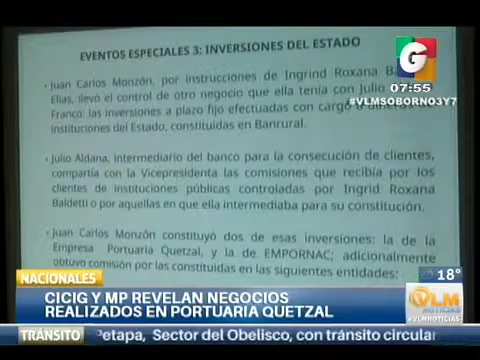 EVENTOS ESPECIALES 3: INVERSIONES DEL ESTADO
G
07:55
#VLMSOBORNO3Y7
· Juan Carlos Monzón, por instrucciones de Ingrind Roxana
Elías, llevó el control de otro negocio que ella tenía con Julio
Franco: las inversiones a plazo fijo efectuadas con cargo
instituciones del Estado, constituidas en Banrural.
· Julio Aldana, intermediario del banco para la consecución de clientes,
compartía con la Vicepresidenta las comisiones que recibía por los
clientes de instituciones públicas controladas por Ingrid Roxana
Baldetti o por aquellas en que ella intermediaba para su constitución.
· Juan Carlos Monzón constituyó dos de esas inversiones: la de la
Empresa Portuaria Quetzal, y la de EMPORNAC; adicionalmente
obtuvo comisión por las constituidas en las siguientes entidades:
18°
NACIONALES
CICIG Y MP REVELAN NEGOCIOS
REALIZADOS EN PORTUARIA QUETZAL
VLM
NOTICIAS
#VLMNOTICIAS
TRÁNSITO
petapa, Sector del Obelisco, con tránsito circular